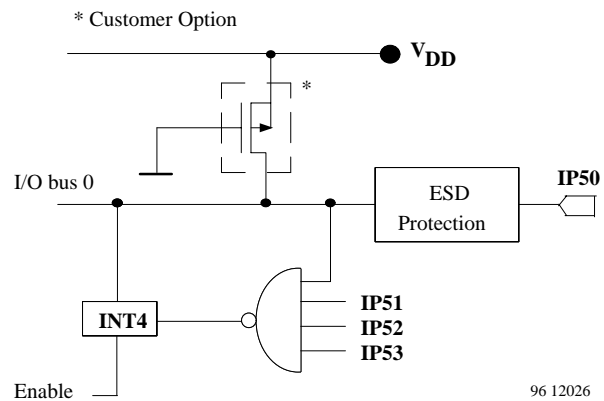 * Customer Option
VDD
*
I/O bus 0
ESD
Protection
IP50
IP51
IP52
IP53
INT4
Enable
96 12026